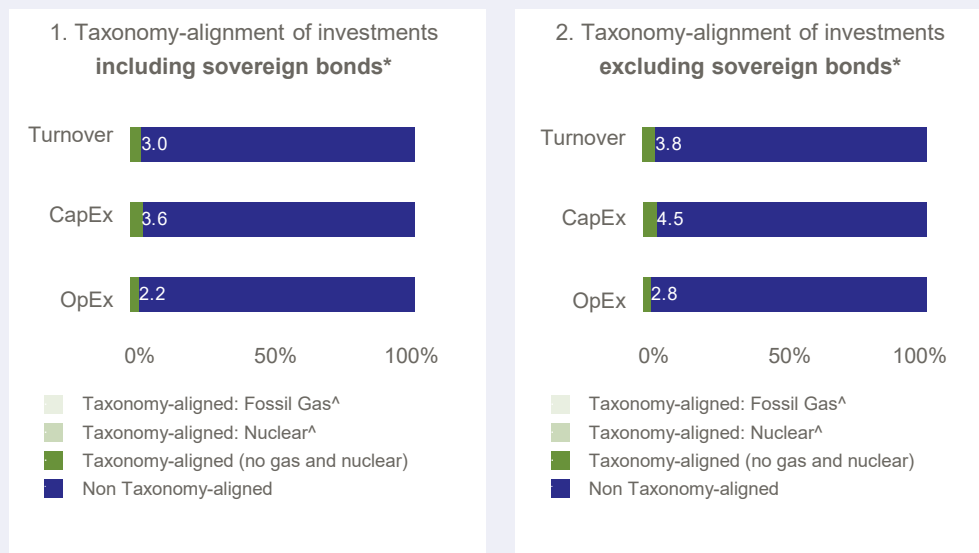 1. Taxonomy-alignment of investments
including sovereign bonds*
Turnover
3.0
CapEx
3.6
OpEx
2.2
0% 50% 100%
Taxonomy-aligned: Fossil Gas^
Taxonomy-aligned: Nuclear^
Taxonomy-aligned (no gas and nuclear)
Non Taxonomy-aligned
2. Taxonomy-alignment of investments
excluding sovereign bonds*
Turnover
3.8
CapEx
4.5
OpEx
2.8
0% 50% 100%
Taxonomy-aligned: Fossil Gas^
Taxonomy-aligned: Nuclear^
Taxonomy-aligned (no gas and nuclear)
Non Taxonomy-aligned